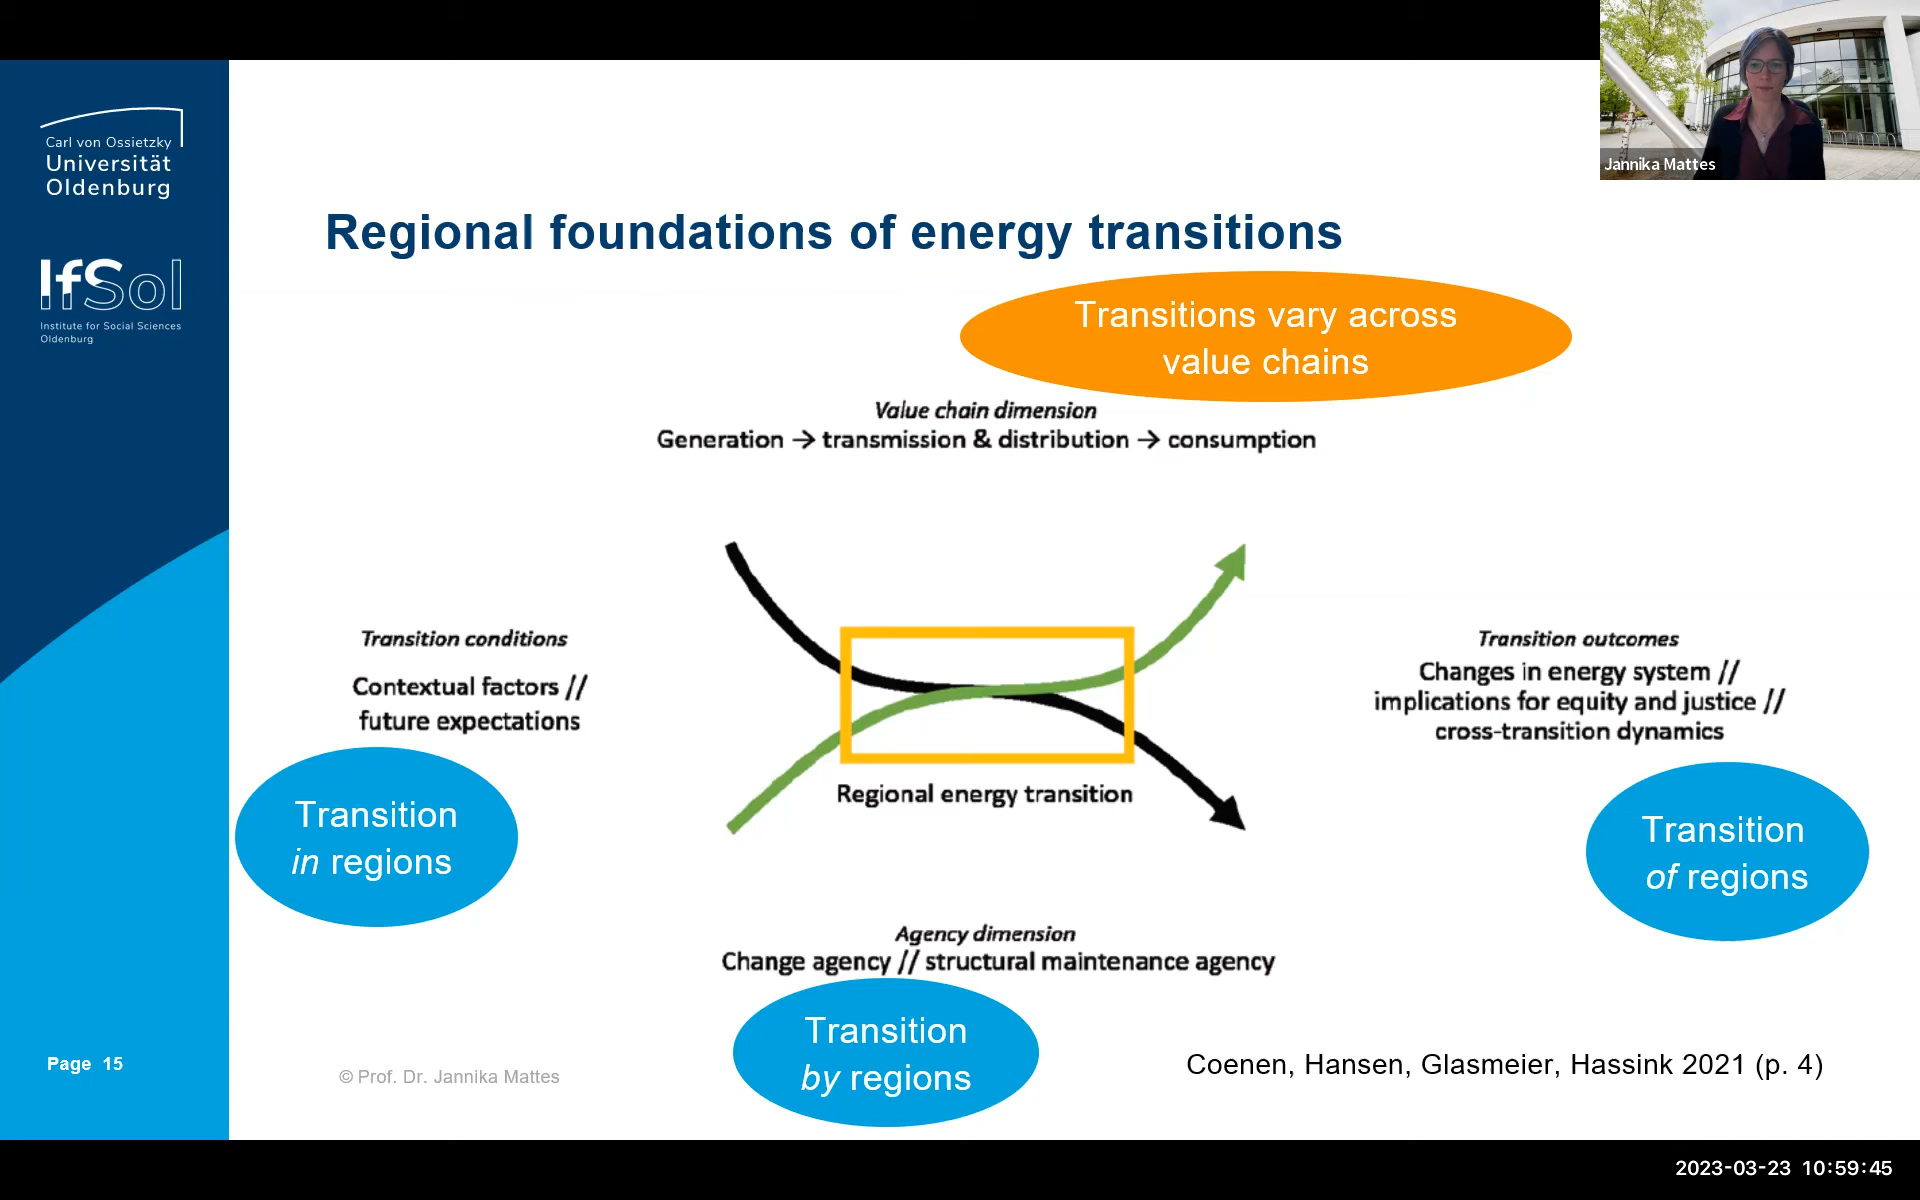 Carl von Ossietzky
Universität
Oldenburg
IfSol
Institute for Social Sciences
Oldenburg
Jannika Mattes
Regional foundations of energy transitions
Transitions vary across
value chains
Value chain dimension
Generation → transmission & distribution → consumption
Transition conditions
Contextual factors //
future expectations
Transition
in regions
Regional energy transition
Transition outcomes
Changes in energy system //
implications for equity and justice //
cross-transition dynamics
Transition
of regions
Agency dimension
Change agency // structural maintenance agency
Transition
by regions
Page 15
© Prof. Dr. Jannika Mattes
Coenen, Hansen, Glasmeier, Hassink 2021 (p. 4)
2023-03-23 10:59:45